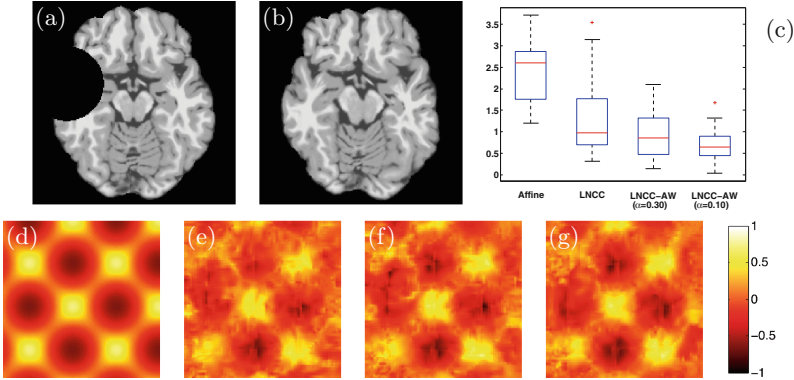 (a)
(b)
(c)
3.5
3
2.5
2
1.5
1
0.5
0
Affine
LNCC
LNCC−AW
(α=0.30)
LNCC−AW
(α=0.10)
(d)
(e)
(f)
(g)
1
0.5
0
−0.5
−1